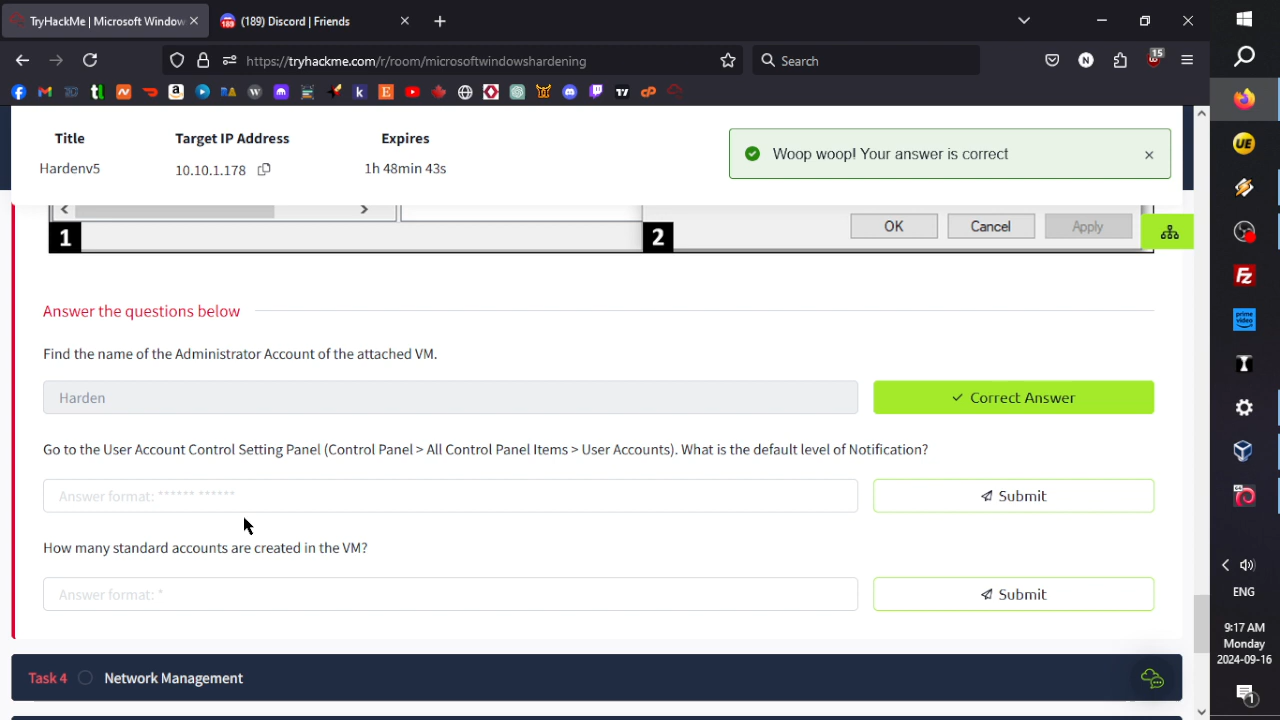 TryHackMe | Microsoft Window
(189) Discord | Friends
https://tryhackme.com/r/room/microsoftwindowshardening
Search
15
Title
Target IP Address
Expires
Hardenv5
10.10.1.178
1h 48min 43s
Woop woop! Your answer is correct
OK
Cancel
Apply
1
2
Answer the questions below
Find the name of the Administrator Account of the attached VM.
Harden
Correct Answer
Go to the User Account Control Setting Panel (Control Panel > All Control Panel Items > User Accounts). What is the default level of Notification?
Answer format: ****** ******
Submit
How many standard accounts are created in the VM?
Answer format: *
Submit
Task 4
Network Management
ENG
9:17 AM
Monday
2024-09-16
1